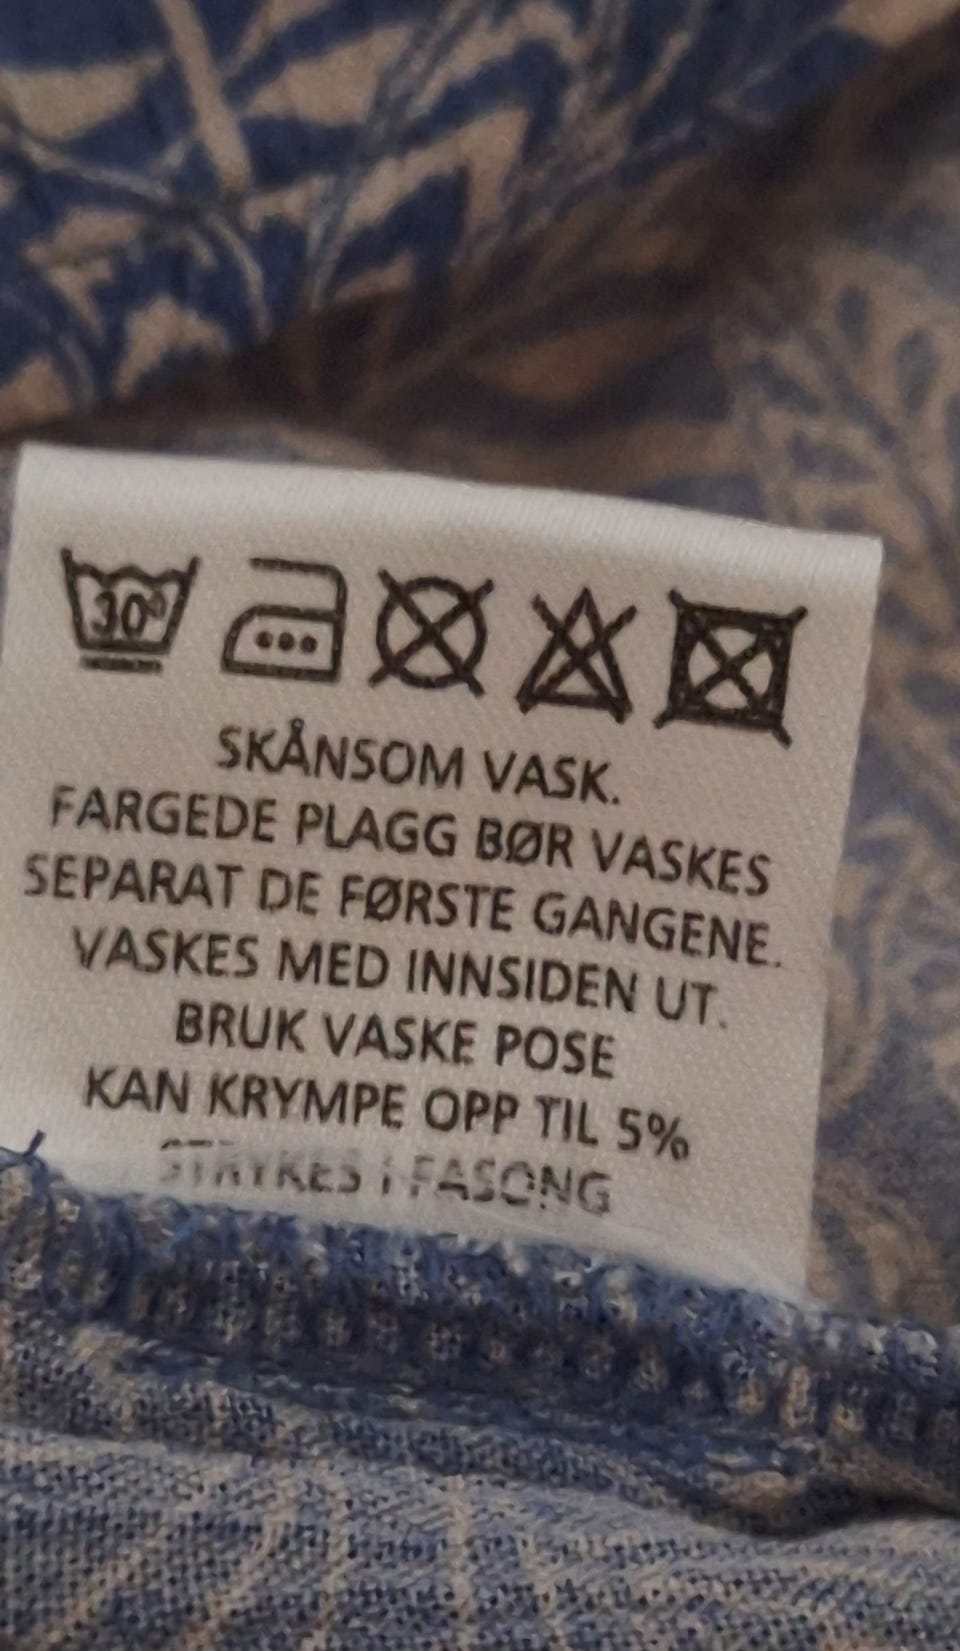 30°
SKÅNSOM VASK.
FARGEDE PLAGG BØR VASKES
SEPARAT DE FØRSTE GANGENE.
VASKES MED INNSIDEN UT.
BRUK VASKE POSE
KAN KRYMPE OPP TIL 5%
STRYKES I FASONG